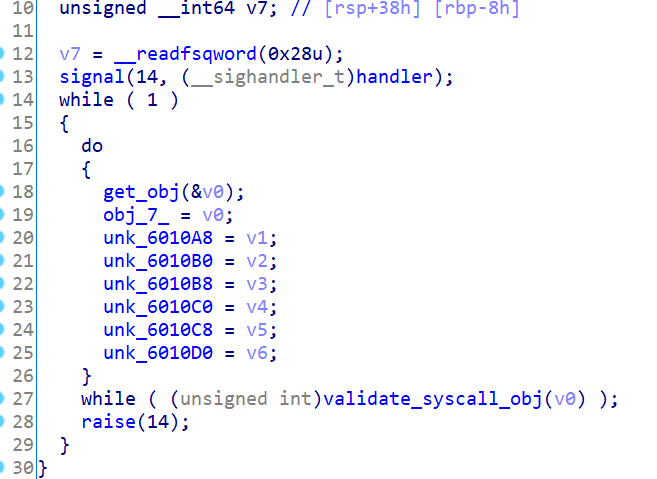 10 unsigned __int64 v7; // [rsp+38h] [rbp-8h]
11
12 v7 = __readfsqword(0x28u);
13 signal(14, (__sighandler_t)handler);
14 while ( 1 )
15 {
16 do
17 {
18 get_obj(&v0);
19 obj_7_ = v0;
20 unk_6010A8 = v1;
21 unk_6010B0 = v2;
22 unk_6010B8 = v3;
23 unk_6010C0 = v4;
24 unk_6010C8 = v5;
25 unk_6010D0 = v6;
26 }
27 while ( (unsigned int)validate_syscall_obj(v0) );
28 raise(14);
29 }
30 }